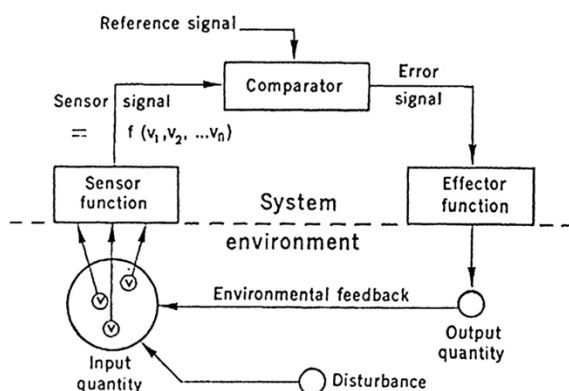 Reference signal
Comparator
Error
signal
Sensor signal
= f (v₁,v₂, ...vₙ)
Sensor
function
System
Effector
function
environment
v
v
v
Environmental feedback
Input
quantity
Output
quantity
Disturbance